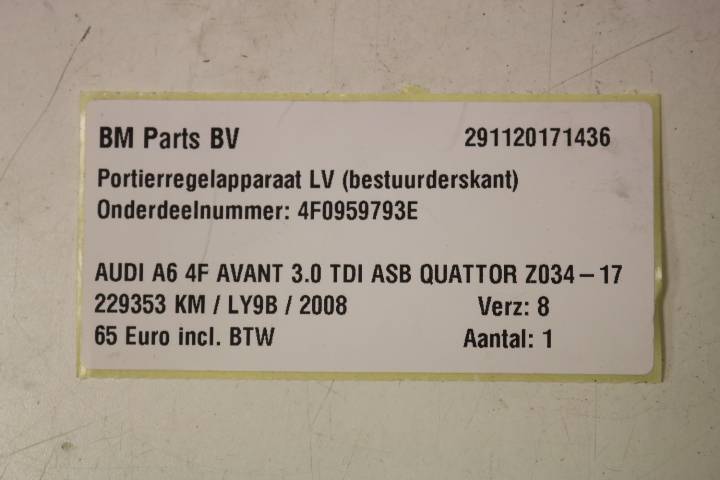 BM Parts BV 291120171436
Portierregelapparaat LV (bestuurderskant)
Onderdeelnummer: 4F0959793E
AUDI A6 4F AVANT 3.0 TDI ASB QUATTOR Z034-17
229353 KM / LY9B / 2008 Verz: 8
65 Euro incl. BTW Aantal: 1